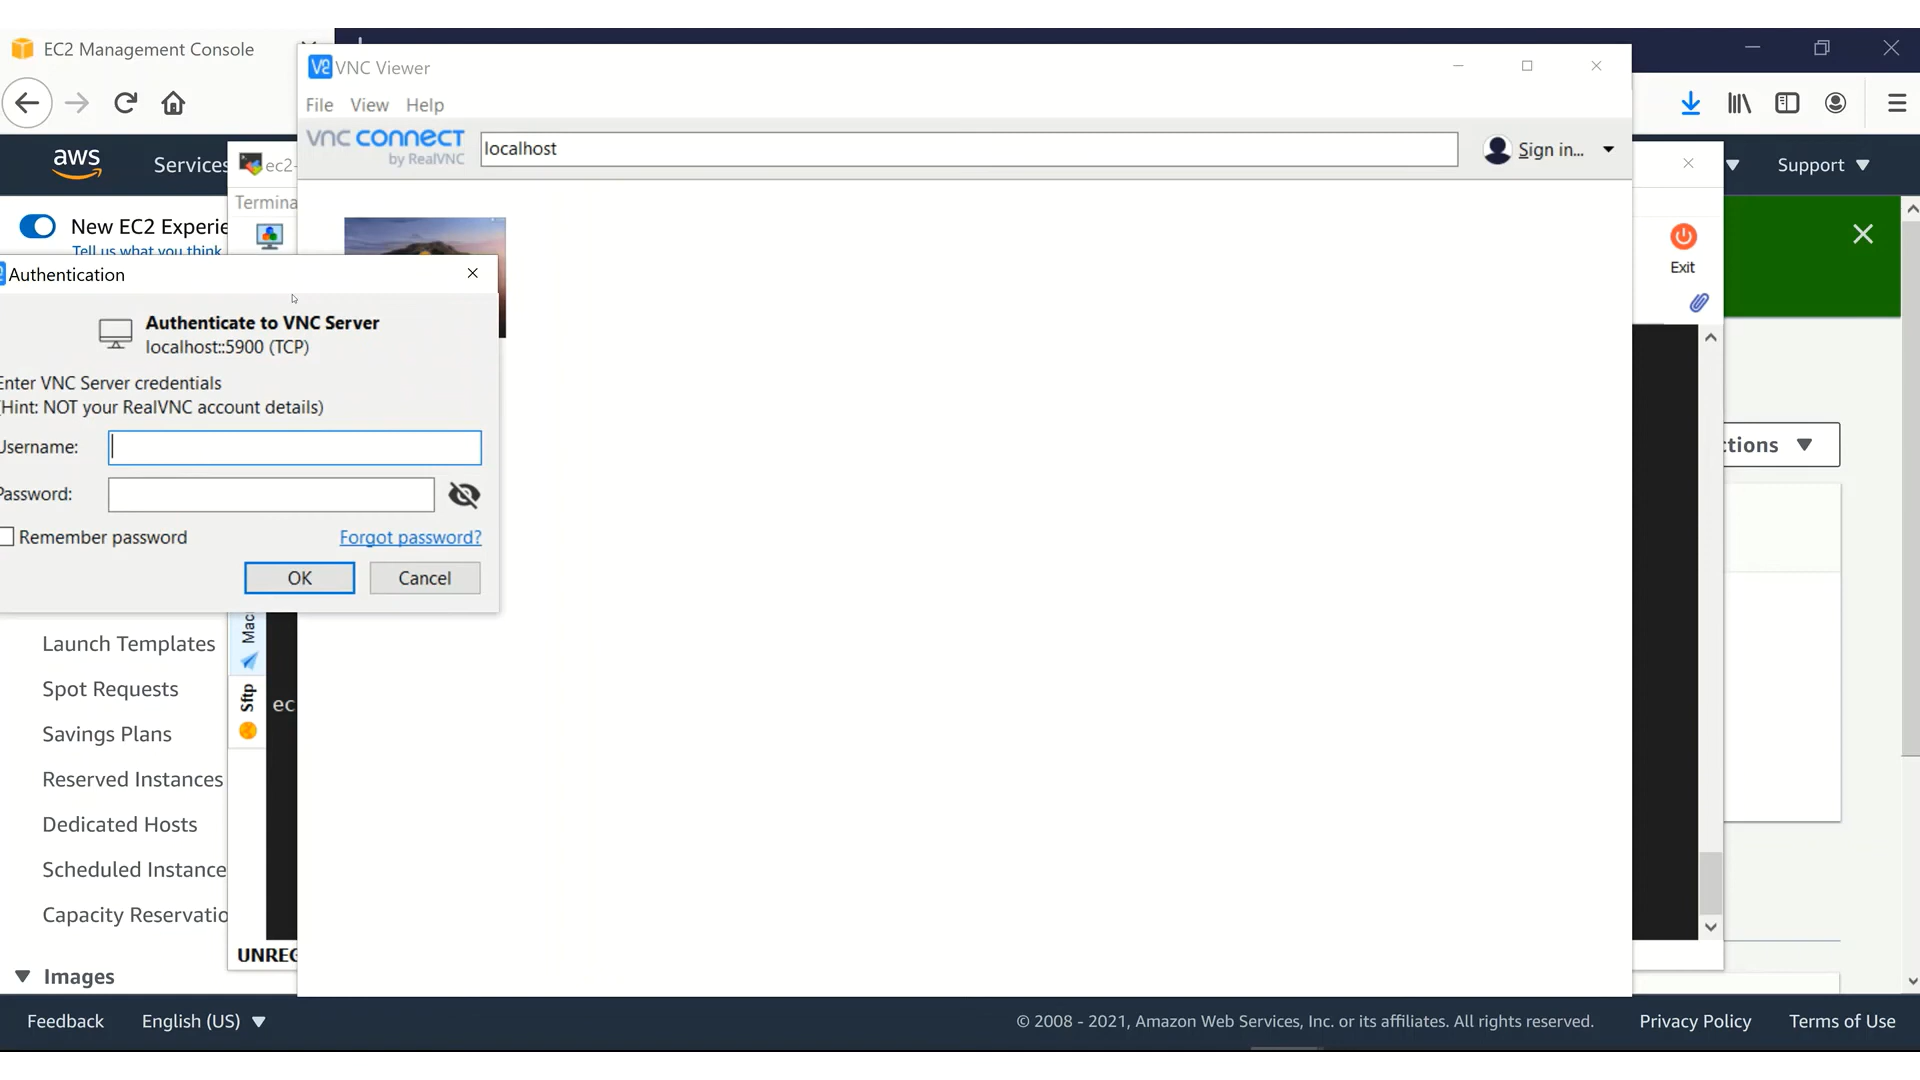 EC2 Management Console
VNC Viewer
File View Help
vnc connect
by RealVNC
localhost
Sign in...
aws
Services
ec2-
Support
Termina
New EC2 Experie
Tell us what you think
Exit
Authentication
Authenticate to VNC Server
localhost::5900 (TCP)
Enter VNC Server credentials
(Hint: NOT your RealVNC account details)
Username:
Password:
Remember password
Forgot password?
OK
Cancel
ctions
Mac
Sftp
ec
Launch Templates
Spot Requests
Savings Plans
Reserved Instances
Dedicated Hosts
Scheduled Instance
Capacity Reservatio
UNREG
Images
Feedback
English (US)
© 2008 - 2021, Amazon Web Services, Inc. or its affiliates. All rights reserved.
Privacy Policy
Terms of Use